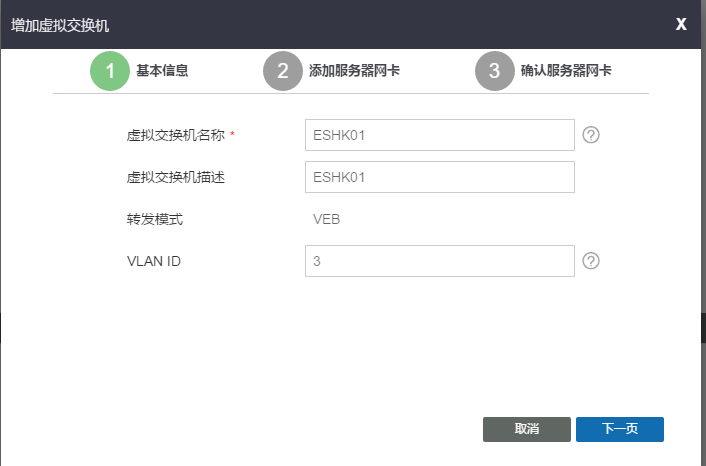 增加虚拟交换机 X
1 基本信息 2 添加服务器网卡 3 确认服务器网卡
虚拟交换机名称 * ESHK01 ?
虚拟交换机描述 ESHK01
转发模式 VEB
VLAN ID 3 ?
取消 下一页